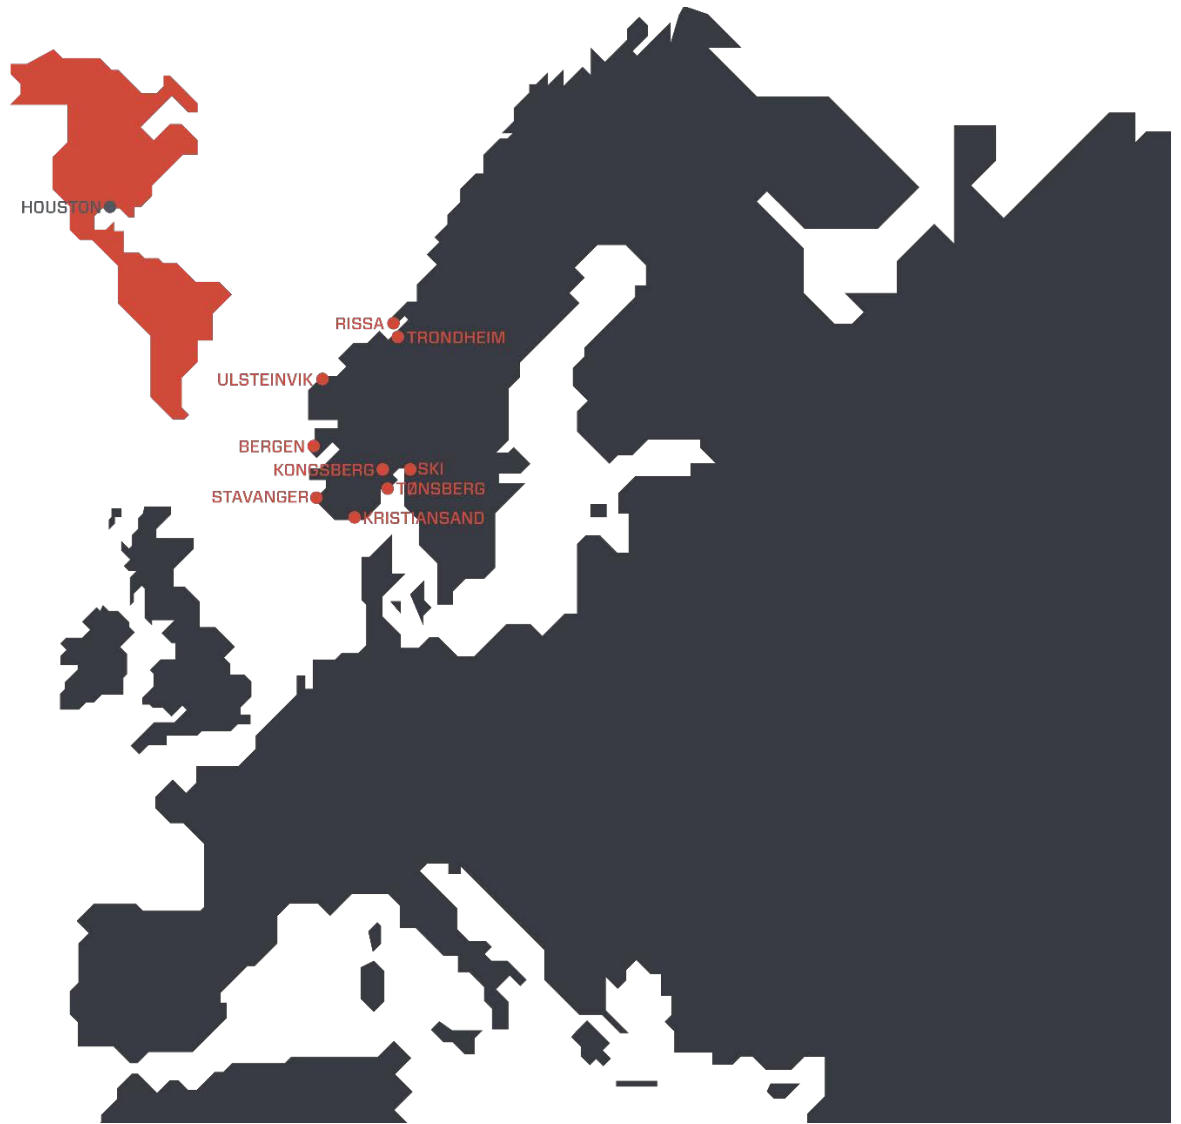 HOUSTON
RISSA
TRONDHEIM
ULSTEINVIK
BERGEN
KONGSBERG
SKI
TØNSBERG
STAVANGER
KRISTIANSAND